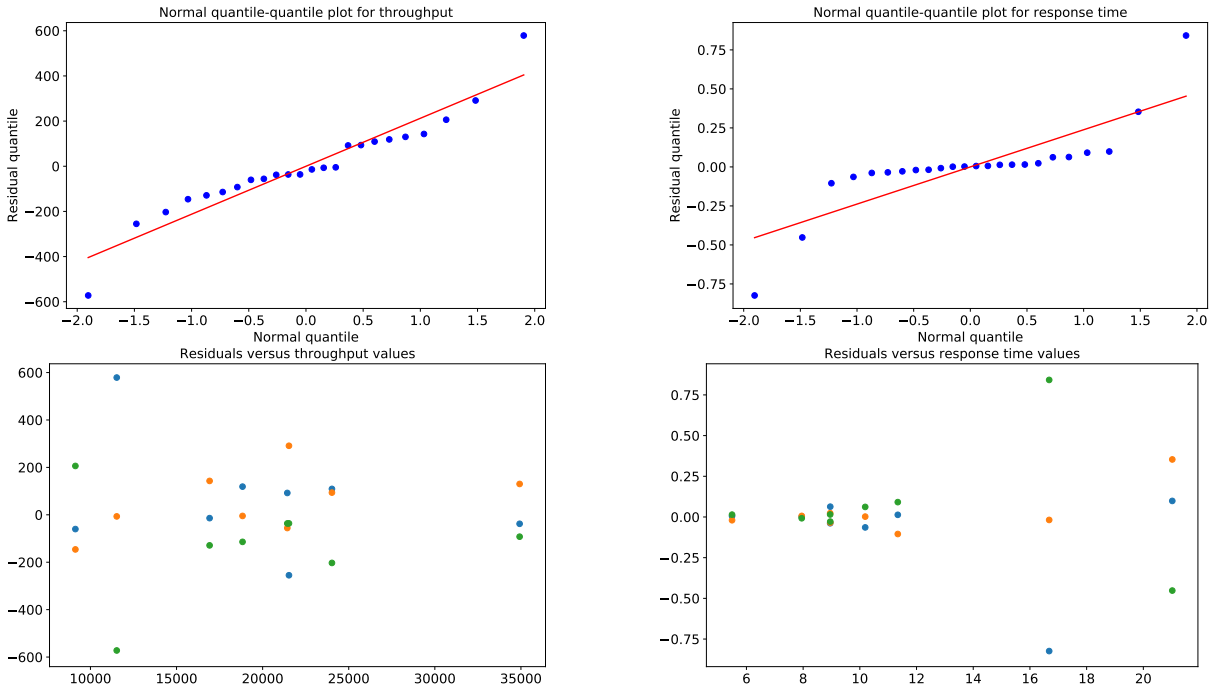 Normal quantile-quantile plot for throughput
600
400
200
0
−200
−400
−600
Residual quantile
−2.0 −1.5 −1.0 −0.5 0.0 0.5 1.0 1.5 2.0
Normal quantile
Normal quantile-quantile plot for response time
0.75
0.50
0.25
0.00
−0.25
−0.50
−0.75
Residual quantile
−2.0 −1.5 −1.0 −0.5 0.0 0.5 1.0 1.5 2.0
Normal quantile
Residuals versus throughput values
600
400
200
0
−200
−400
−600
10000 15000 20000 25000 30000 35000
Residuals versus response time values
0.75
0.50
0.25
0.00
−0.25
−0.50
−0.75
6 8 10 12 14 16 18 20